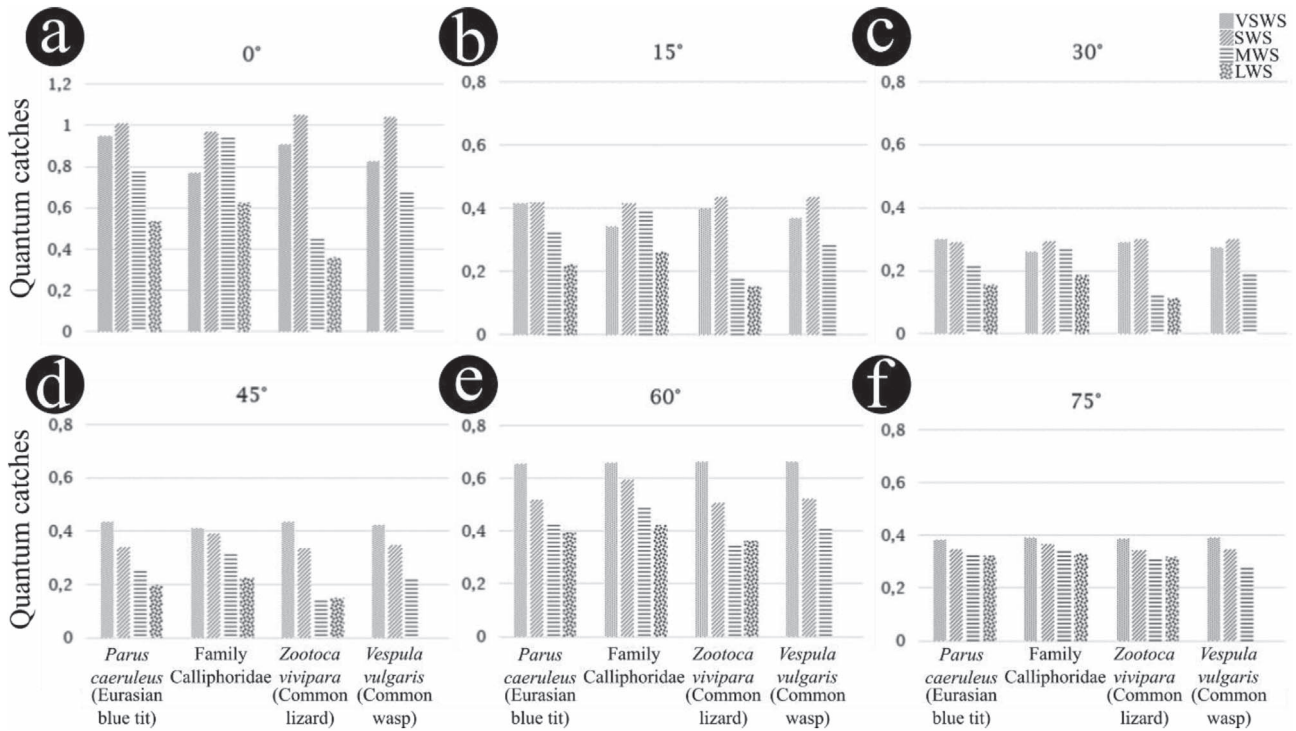 a
0°
Quantum catches
1,2
1
0,8
0,6
0,4
0,2
0
b
15°
0,8
0,6
0,4
0,2
0
c
30°
0,8
0,6
0,4
0,2
0
VSWS
SWS
MWS
LWS
d
45°
Quantum catches
0,8
0,6
0,4
0,2
0
Parus
caeruleus
(Eurasian
blue tit)
Family
Calliphoridae
Zootoca
vivipara
(Common
lizard)
Vespula
vulgaris
(Common
wasp)
e
60°
0,8
0,6
0,4
0,2
0
Parus
caeruleus
(Eurasian
blue tit)
Family
Calliphoridae
Zootoca
vivipara
(Common
lizard)
Vespula
vulgaris
(Common
wasp)
f
75°
0,8
0,6
0,4
0,2
0
Parus
caeruleus
(Eurasian
blue tit)
Family
Calliphoridae
Zootoca
vivipara
(Common
lizard)
Vespula
vulgaris
(Common
wasp)